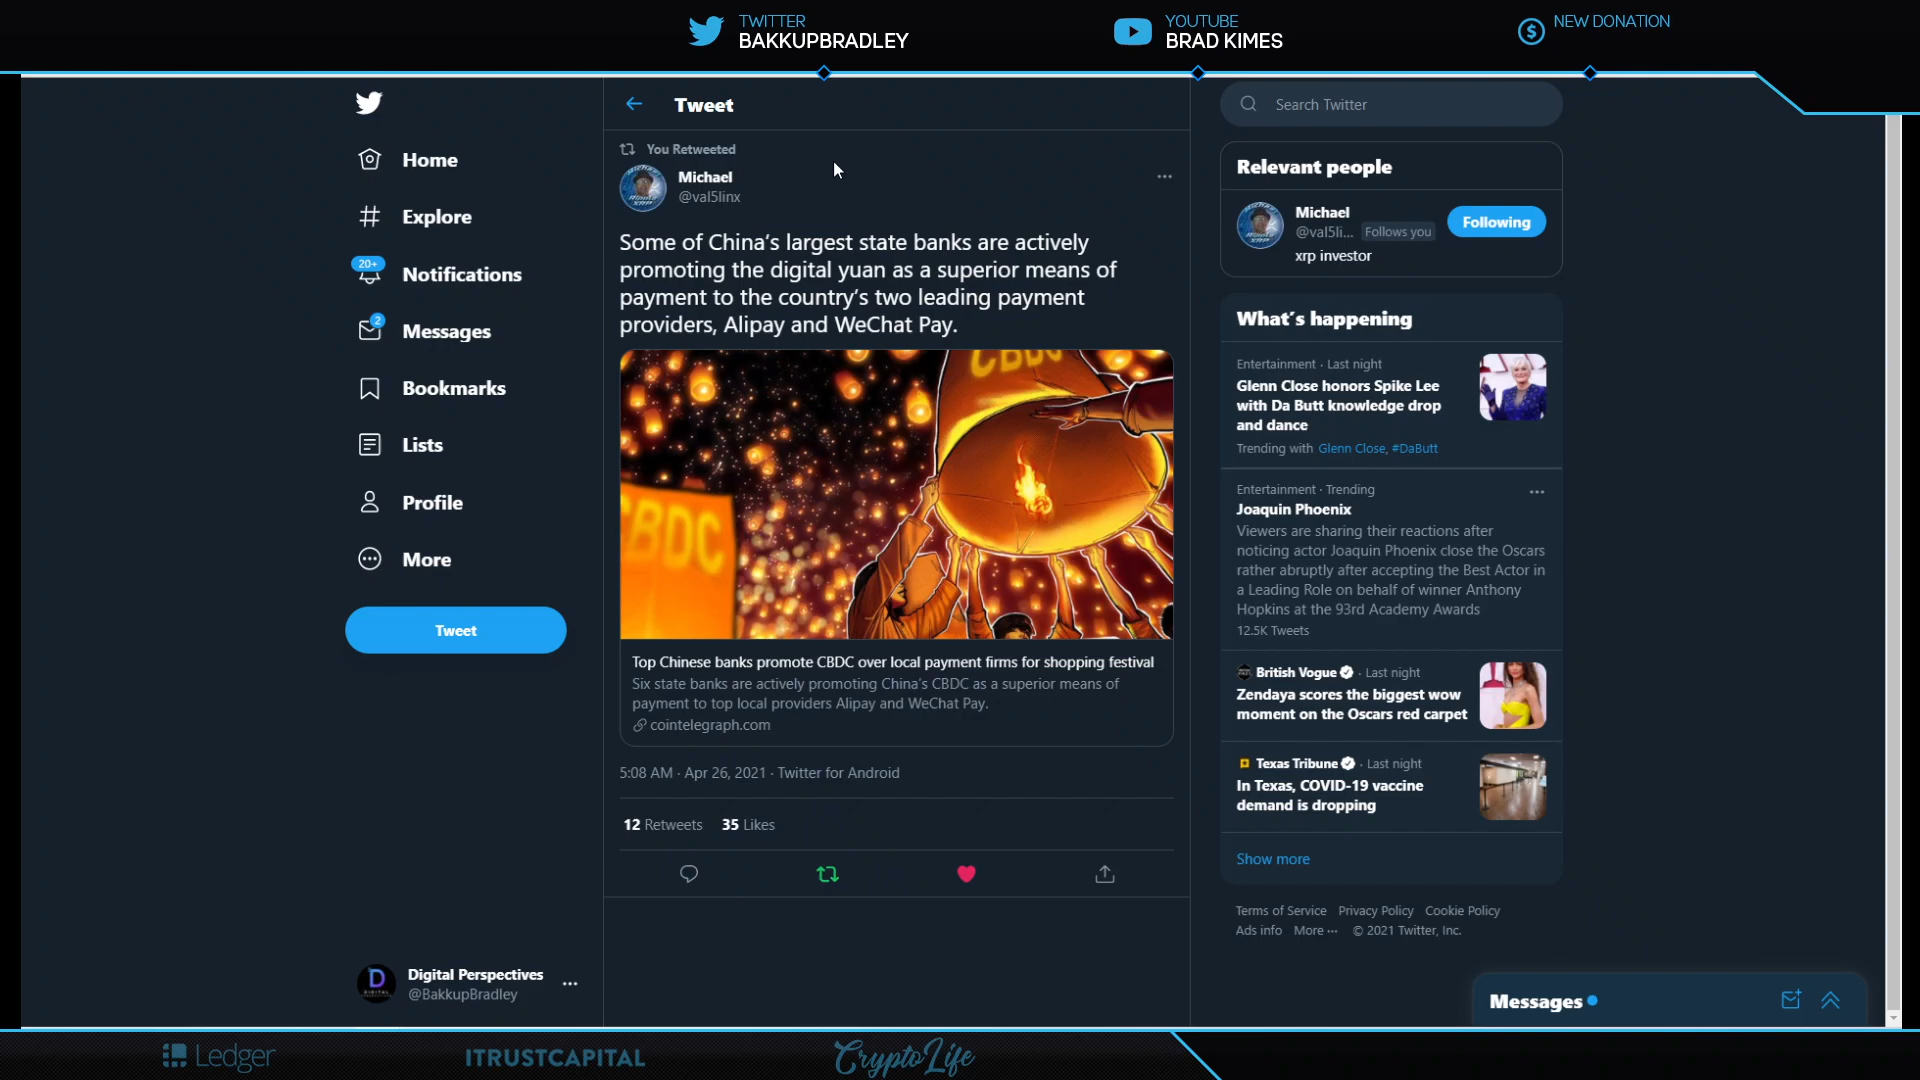 TWITTER
BAKKUPBRADLEY
YOUTUBE
BRAD KIMES
NEW DONATION
Home
Explore
20+
Notifications
2
Messages
Bookmarks
Lists
Profile
More
Tweet
Digital Perspectives
@BakkupBradley
Tweet
You Retweeted
Michael
@val5linx
Some of China's largest state banks are actively
promoting the digital yuan as a superior means of
payment to the country's two leading payment
providers, Alipay and WeChat Pay.
CBDC
CBDC
Top Chinese banks promote CBDC over local payment firms for shopping festival
Six state banks are actively promoting China's CBDC as a superior means of
payment to top local providers Alipay and WeChat Pay.
cointelegraph.com
5:08 AM · Apr 26, 2021 · Twitter for Android
12 Retweets 35 Likes
Search Twitter
Relevant people
Michael
@val5li... Follows you
Following
xrp investor
What's happening
Entertainment · Last night
Glenn Close honors Spike Lee
with Da Butt knowledge drop
and dance
Trending with Glenn Close, #DaButt
Entertainment · Trending
Joaquin Phoenix
Viewers are sharing their reactions after
noticing actor Joaquin Phoenix close the Oscars
rather abruptly after accepting the Best Actor in
a Leading Role on behalf of winner Anthony
Hopkins at the 93rd Academy Awards
12.5K Tweets
British Vogue · Last night
Zendaya scores the biggest wow
moment on the Oscars red carpet
Texas Tribune · Last night
In Texas, COVID-19 vaccine
demand is dropping
Show more
Terms of Service Privacy Policy Cookie Policy
Ads info More ··· © 2021 Twitter, Inc.
Messages
Ledger
ITRUSTCAPITAL
CryptoLife